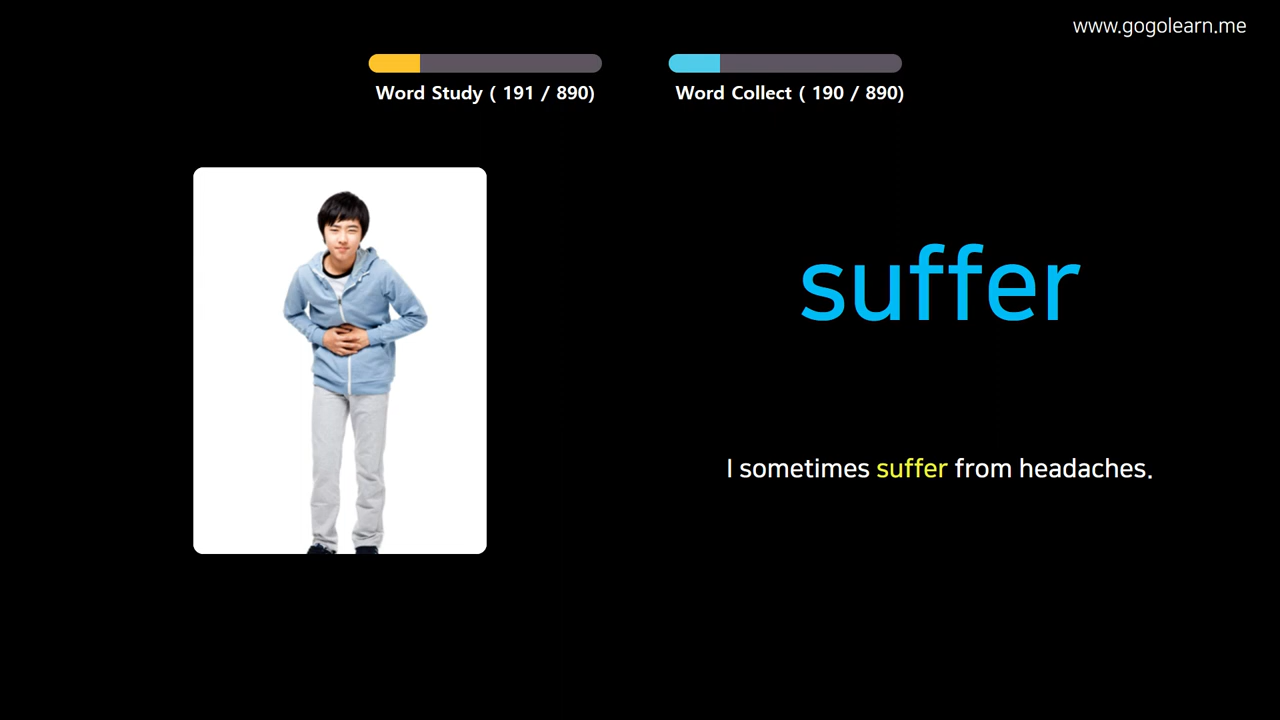 www.gogolearn.me
Word Study ( 191 / 890)
Word Collect ( 190 / 890)
suffer
I sometimes suffer from headaches.